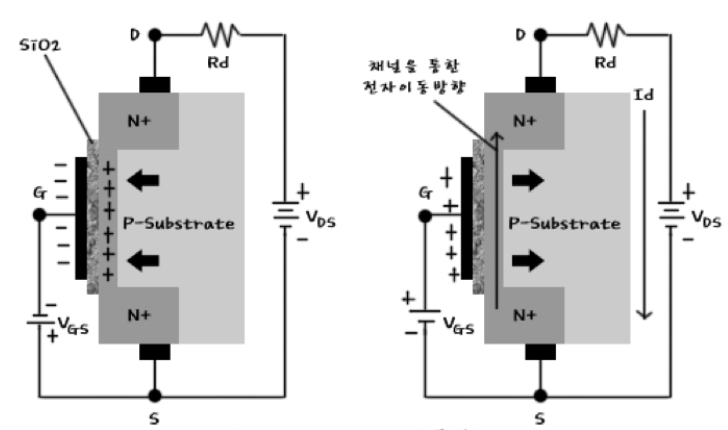 D
SiO2
Rd
N+
G
P-Substrate
VDS
VGS
N+
S
D
채널을 통한
전자이동방향
Rd
Id
N+
G
P-Substrate
VDS
VGS
N+
S